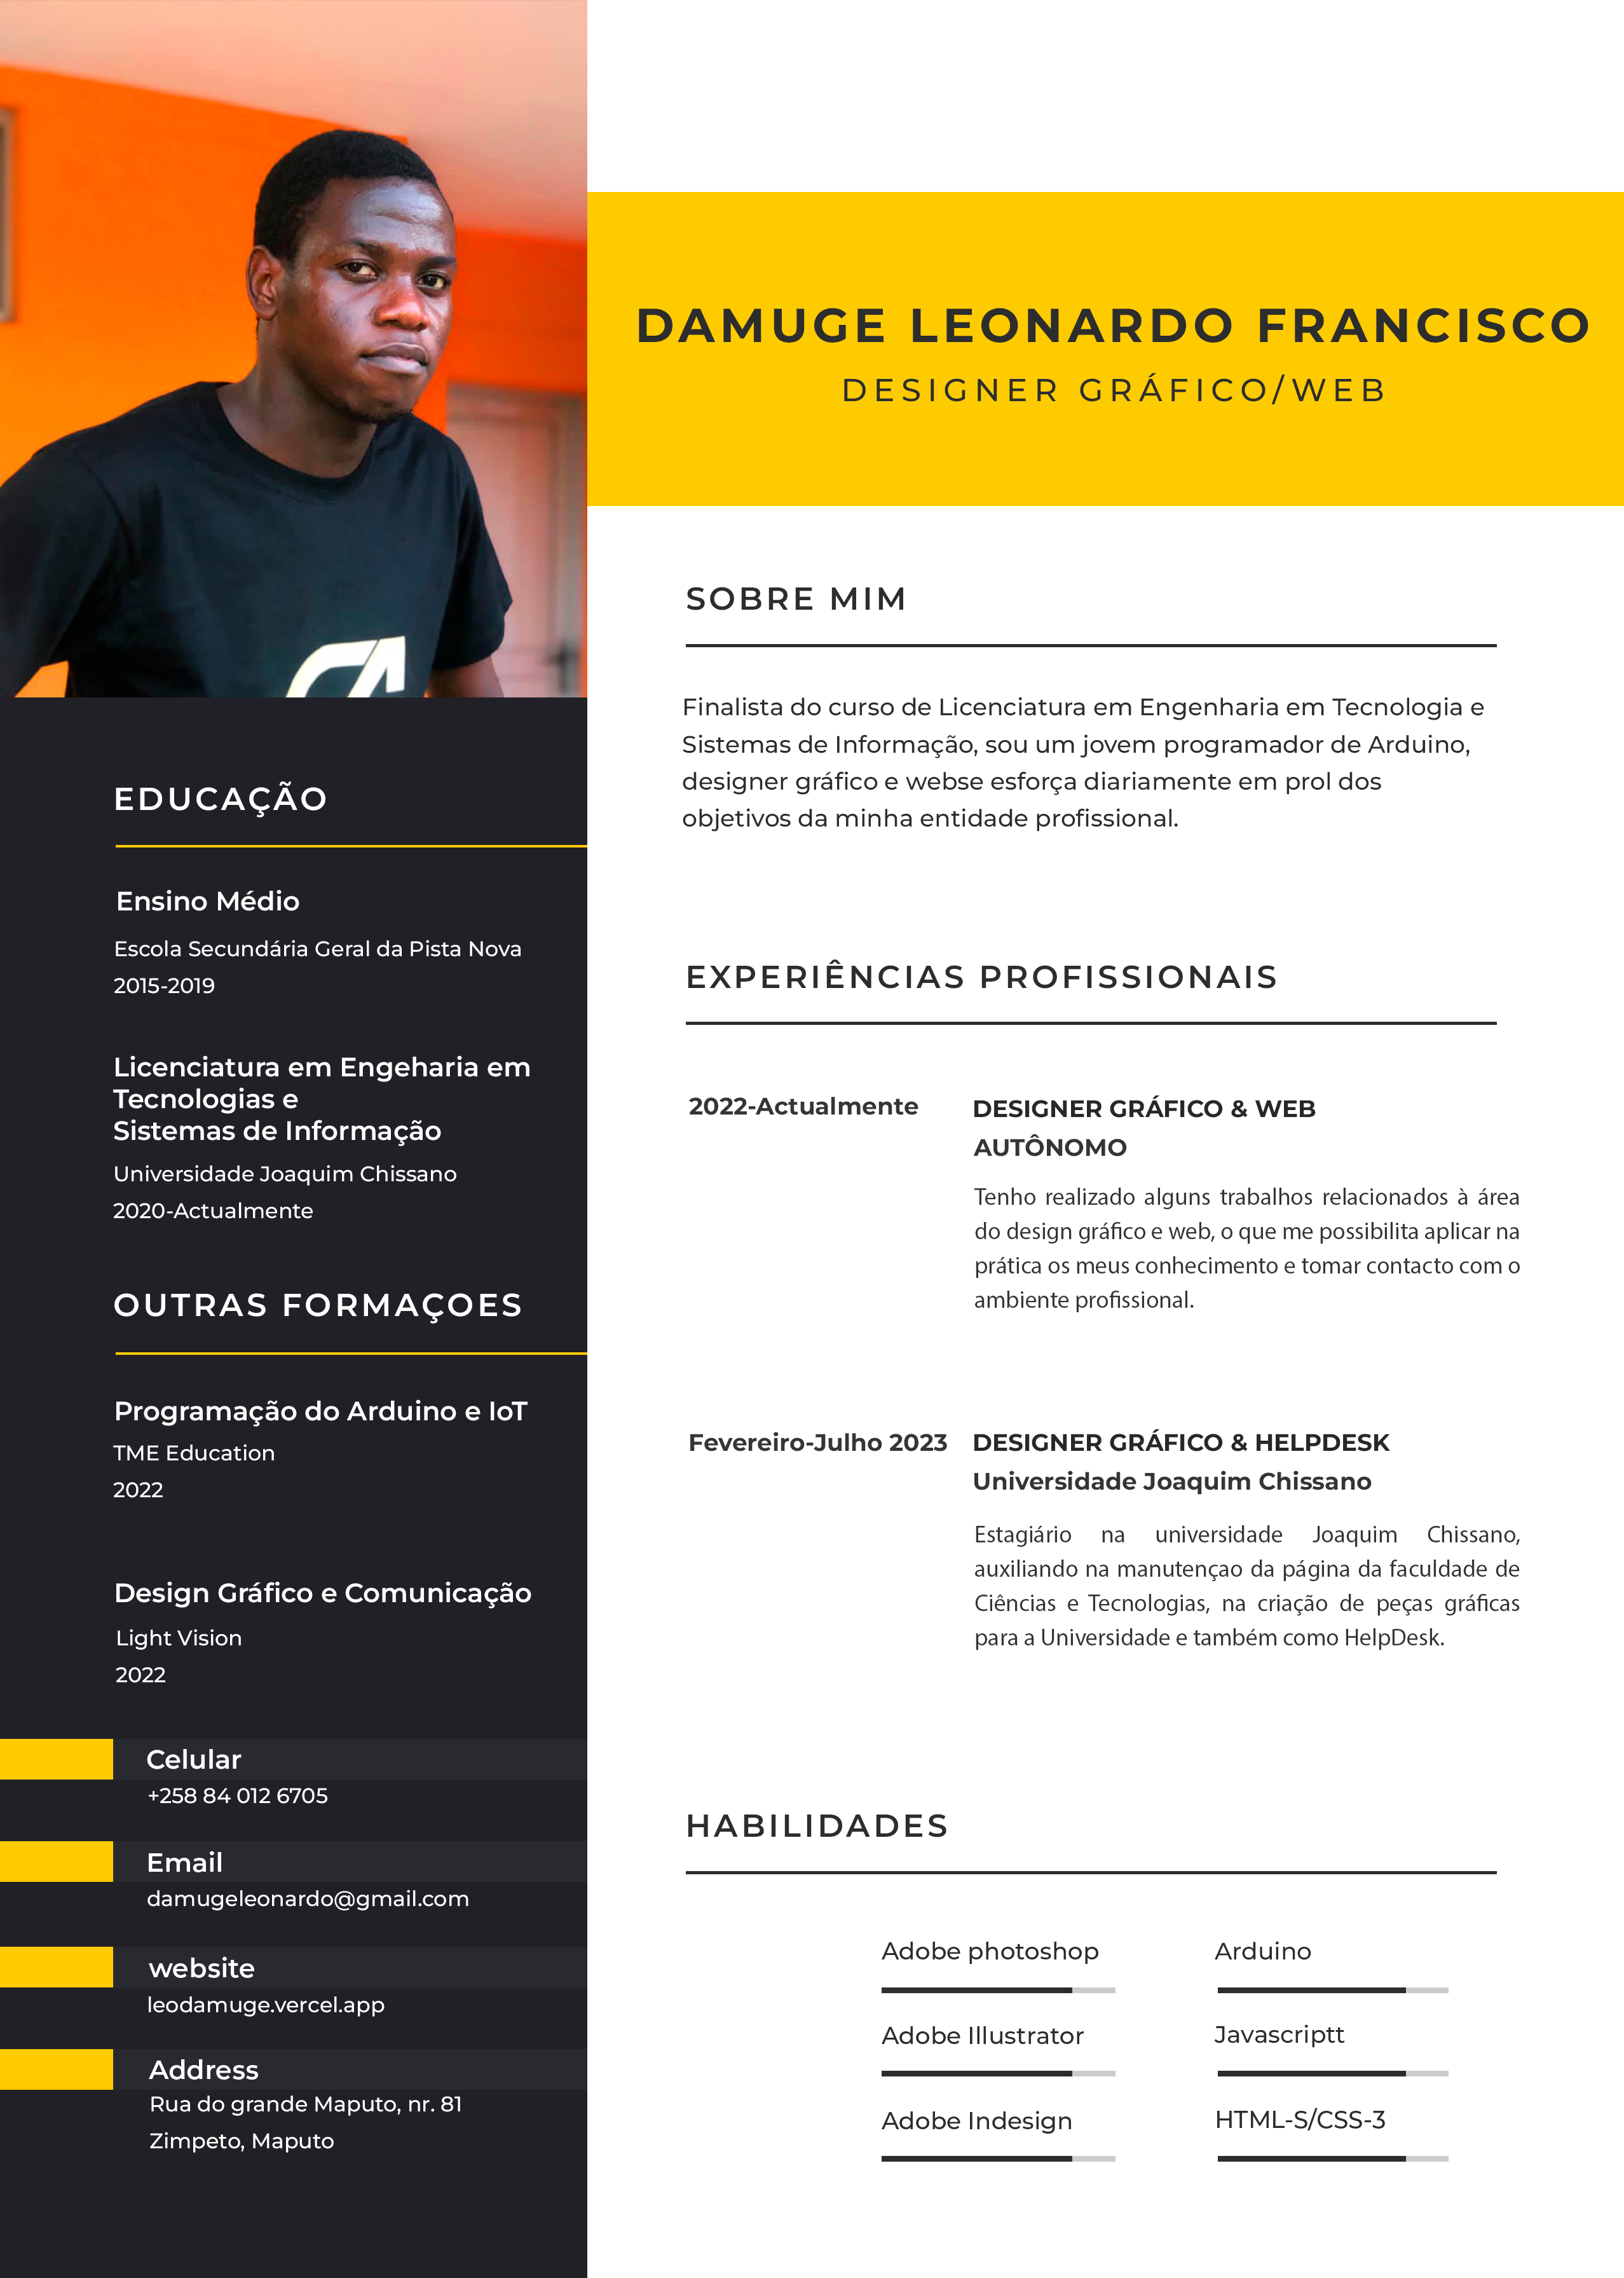 DAMUGE LEONARDO FRANCISCO
DESIGNER GRÁFICO/WEB
SOBRE MIM
Finalista do curso de Licenciatura em Engenharia em Tecnologia e
Sistemas de Informação, sou um jovem programador de Arduino,
designer gráfico e webse esforça diariamente em prol dos
objetivos da minha entidade profissional.
EXPERIÊNCIAS PROFISSIONAIS
2022-Actualmente
DESIGNER GRÁFICO & WEB
AUTÔNOMO
Tenho realizado alguns trabalhos relacionados à área
do design gráfico e web, o que me possibilita aplicar na
prática os meus conhecimento e tomar contacto com o
ambiente profissional.
Fevereiro-Julho 2023
DESIGNER GRÁFICO & HELPDESK
Universidade Joaquim Chissano
Estagiário na universidade Joaquim Chissano,
auxiliando na manutençao da página da faculdade de
Ciências e Tecnologias, na criação de peças gráficas
para a Universidade e também como HelpDesk.
HABILIDADES
Adobe photoshop
Adobe Illustrator
Adobe Indesign
Arduino
Javascriptt
HTML-S/CSS-3
EDUCAÇÃO
Ensino Médio
Escola Secundária Geral da Pista Nova
2015-2019
Licenciatura em Engeharia em
Tecnologias e
Sistemas de Informação
Universidade Joaquim Chissano
2020-Actualmente
OUTRAS FORMAÇOES
Programação do Arduino e IoT
TME Education
2022
Design Gráfico e Comunicação
Light Vision
2022
Celular
+258 84 012 6705
Email
damugeleonardo@gmail.com
website
leodamuge.vercel.app
Address
Rua do grande Maputo, nr. 81
Zimpeto, Maputo